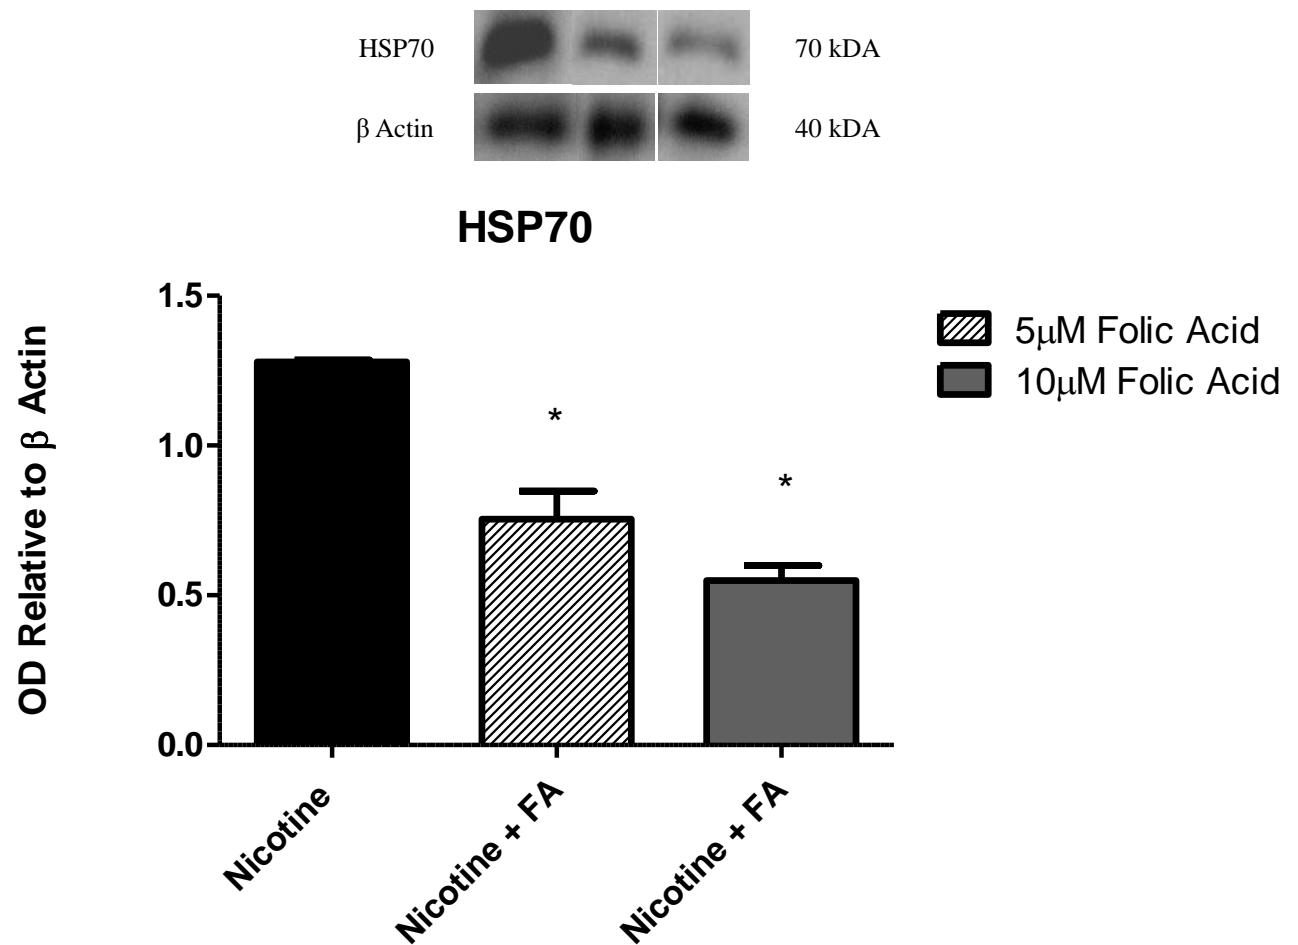 HSP70 70 kDA
β Actin 40 kDA
HSP70
OD Relative to β Actin
1.5
1.0
0.5
0.0
*
*
5μM Folic Acid
10μM Folic Acid
Nicotine
Nicotine + FA
Nicotine + FA